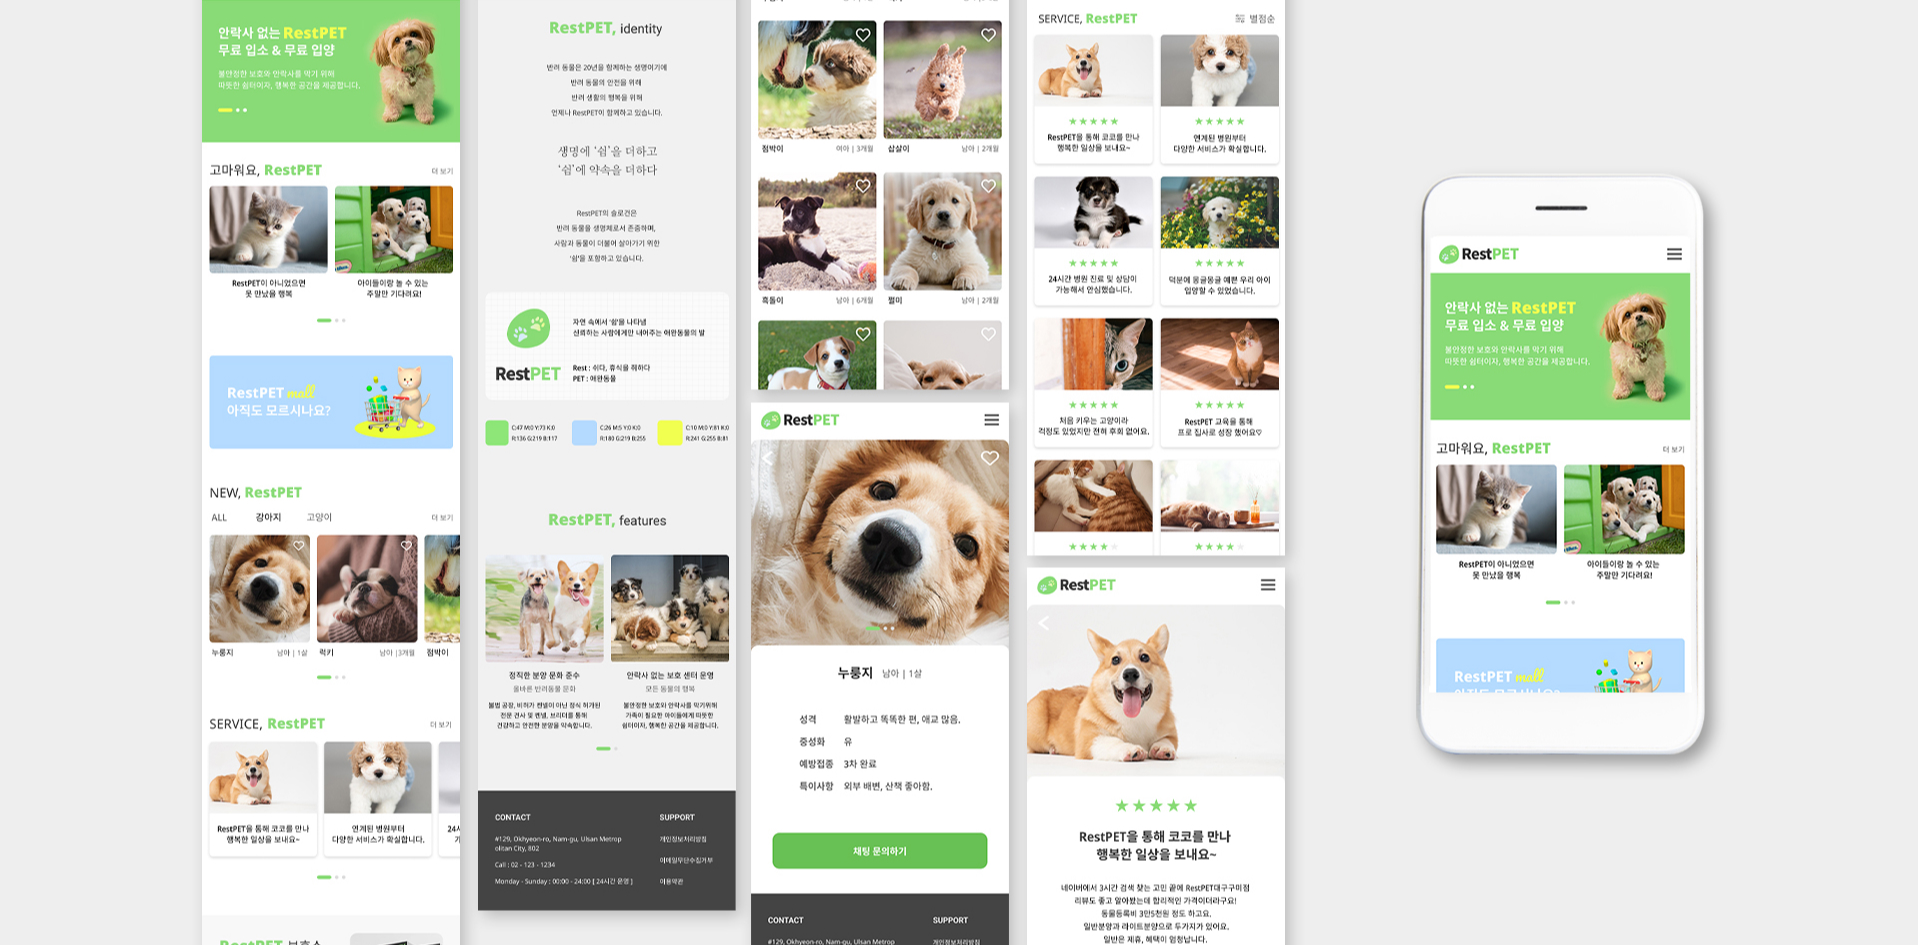 안락사 없는 RestPET
무료 입소 & 무료 입양
불안정한 보호와 안락사를 막기 위해
따뜻한 쉼터이자, 행복한 공간을 제공합니다.
고마워요, RestPET
더 보기
RestPET이 아니었으면
못 만났을 행복
아이들이랑 놀 수 있는
주말만 기다려요!
RestPET mall
아직도 모르시나요?
NEW, RestPET
ALL 강아지 고양이 더 보기
누룽지 남아 | 1살
럭키 남아 | 3개월
점박이
SERVICE, RestPET
더 보기
RestPET을 통해 코코를 만나
행복한 일상을 보내요~
연계된 병원부터
다양한 서비스가 확실합니다.
RestPET, identity
반려 동물은 20년을 함께하는 생명이기에
반려 동물의 안전을 위해
반려 생활의 행복을 위해
언제나 RestPET이 함께하고 있습니다.
생명에 ‘쉼’을 더하고
‘쉼’에 약속을 더하다
RestPET의 슬로건은
반려 동물을 생명체로서 존중하며,
사람과 동물이 더불어 살아가기 위한
‘쉼’을 포함하고 있습니다.
자연 속에서 ‘쉼’을 나타냄
신뢰하는 사람에게만 내어주는 애완동물의 발
RestPET
Rest : 쉬다, 휴식을 취하다
PET : 애완동물
C:47 M:0 Y:73 K:0
R:136 G:219 B:117
C:26 M:5 Y:0 K:0
R:180 G:219 B:255
C:10 M:0 Y:81 K:0
R:241 G:255 B:81
RestPET, features
정직한 분양 문화 준수
올바른 반려동물 문화
불법 공장, 비허가 켄넬이 아닌 정식 허가된
전문 견사 및 켄넬, 브리더를 통해
건강하고 안전한 분양을 약속합니다.
안락사 없는 보호 센터 운영
모든 동물의 행복
불안정한 보호와 안락사를 막기위해
가족이 필요한 아이들에게 따뜻한
쉼터이자, 행복한 공간을 제공합니다.
CONTACT
#129, Okhyeon-ro, Nam-gu, Ulsan Metrop
olitan City, 802
Call : 02 - 123 - 1234
Monday - Sunday : 00:00 - 24:00 [ 24시간 운영 ]
SUPPORT
개인정보처리방침
이메일무단수집거부
이용약관
점박이 여아 | 3개월
삽살이 남아 | 2개월
흑돌이 남아 | 6개월
쩔미 남아 | 2개월
RestPET
누룽지 남아 | 1살
성격 활발하고 똑똑한 편, 애교 많음.
중성화 유
예방접종 3차 완료
특이사항 외부 배변, 산책 좋아함.
채팅 문의하기
CONTACT
#129, Okhyeon-ro, Nam-gu, Ulsan Metrop
SUPPORT
개인정보처리방침
SERVICE, RestPET
별점순
RestPET을 통해 코코를 만나
행복한 일상을 보내요~
연계된 병원부터
다양한 서비스가 확실합니다.
24시간 병원 진료 및 상담이
가능해서 안심했습니다.
덕분에 몽글몽글 예쁜 우리 아이
입양할 수 있었습니다.
처음 키우는 고양이라
걱정도 있었지만 전혀 후회 없어요.
RestPET 교육을 통해
프로 집사로 성장 했어요♡
RestPET
RestPET을 통해 코코를 만나
행복한 일상을 보내요~
네이버에서 3시간 검색 찾는 고민 끝에 RestPET대구구미점
리뷰도 좋고 알아봤는데 합리적인 가격이더라구요!
동물등록비 3만5천원 정도 하고요.
일반분양과 라이트분양으로 두가지가 있어요.
일반은 제휴, 혜택이 엄청납니다.
RestPET
안락사 없는 RestPET
무료 입소 & 무료 입양
불안정한 보호와 안락사를 막기 위해
따뜻한 쉼터이자, 행복한 공간을 제공합니다.
고마워요, RestPET
더 보기
RestPET이 아니었으면
못 만났을 행복
아이들이랑 놀 수 있는
주말만 기다려요!
RestPET mall